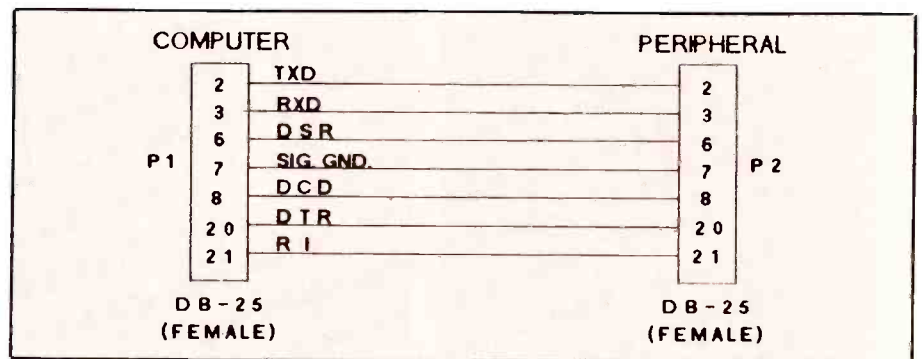 COMPUTER PERIPHERAL
2 TXD 2
3 RXD 3
6 DSR 6
P1 7 SIG. GND. 7 P2
8 DCD 8
20 DTR 20
21 RI 21
DB-25 DB-25
(FEMALE) (FEMALE)